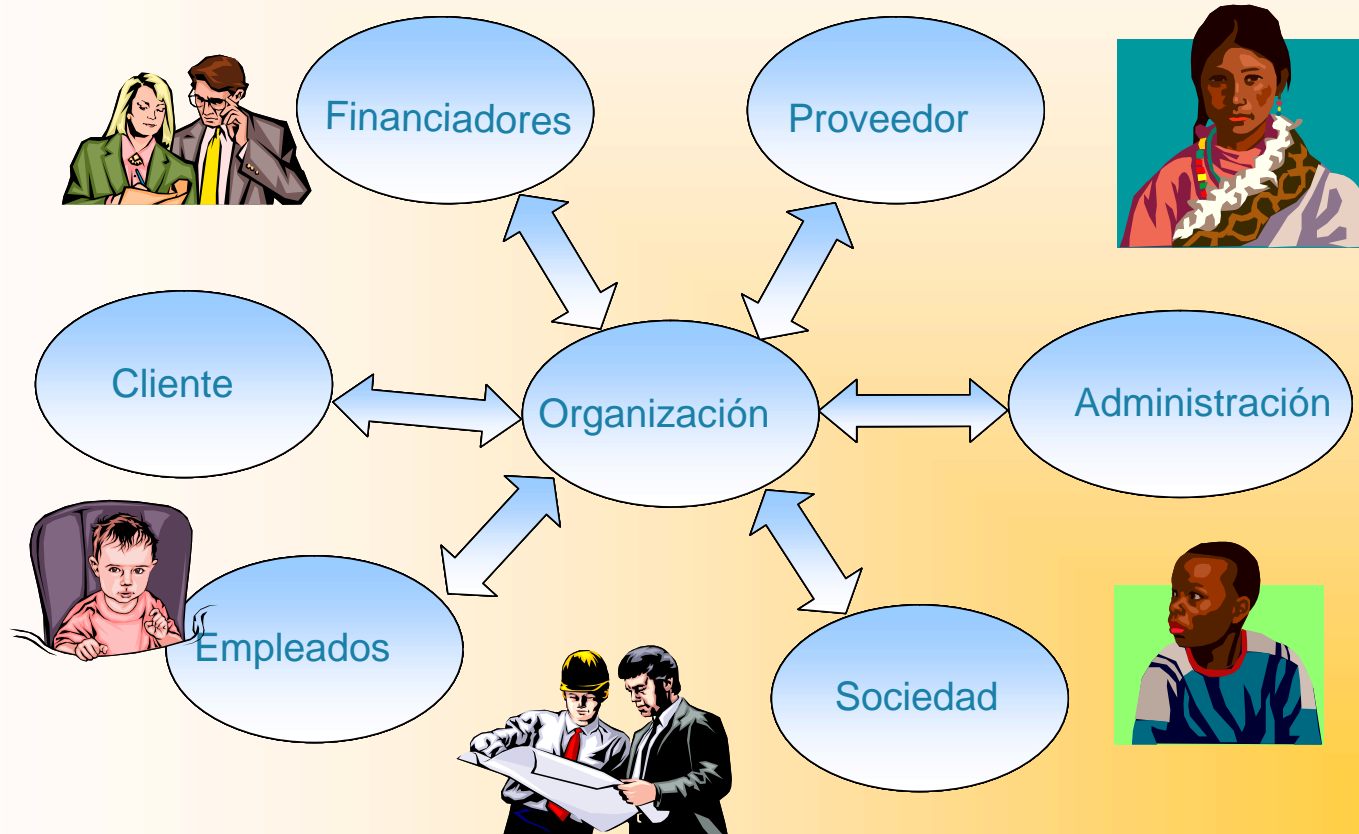 Financiadores
Proveedor
Cliente
Organización
Administración
Empleados
Sociedad